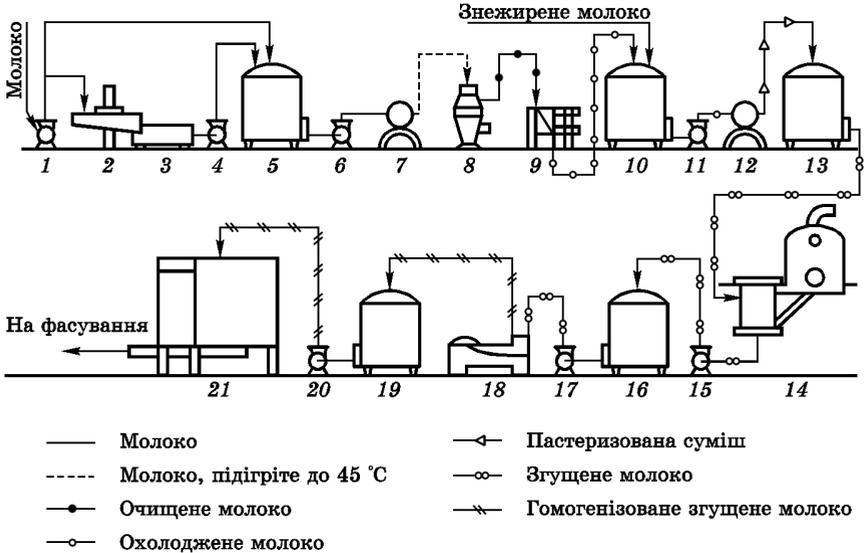 Знежирене молоко
Молоко
1 2 3 4 5 6 7 8 9 10 11 12 13
На фасування
21 20 19 18 17 16 15 14
Молоко
Молоко, підігріте до 45 °С
Очищене молоко
Охолоджене молоко
Пастеризована суміш
Згущене молоко
Гомогенізоване згущене молоко